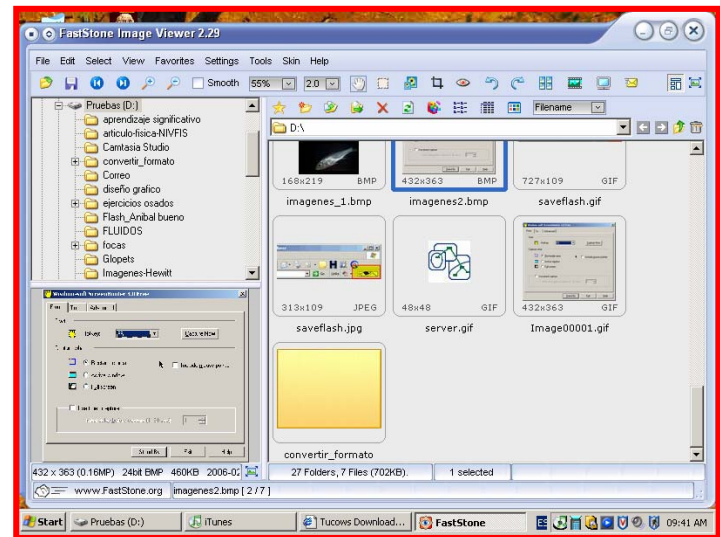 FastStone Image Viewer 2.29
File Edit Select View Favorites Settings Tools Skin Help
Smooth 55% 2.0
Pruebas (D:)
aprendizaje significativo
articulo-fisica-NIVFIS
Camtasia Studio
convertir_formato
Correo
diseño grafico
ejercicios osados
Flash_Anibal bueno
FLUIDOS
focas
Glopets
Imagenes-Hewitt
Filename
D:\
168x219 BMP
imagenes_1.bmp
432x363 BMP
imagenes2.bmp
727x109 GIF
saveflash.gif
313x109 JPEG
saveflash.jpg
48x48 GIF
server.gif
432x363 GIF
Image00001.gif
convertir_formato
432 x 363 (0.16MP) 24bit BMP 460KB
27 Folders, 7 Files (702KB).
1 selected
www.FastStone.org
imagenes2.bmp [ 2 / 7 ]
Start
Pruebas (D:)
iTunes
Tucows Download...
FastStone
ES
09:41 AM